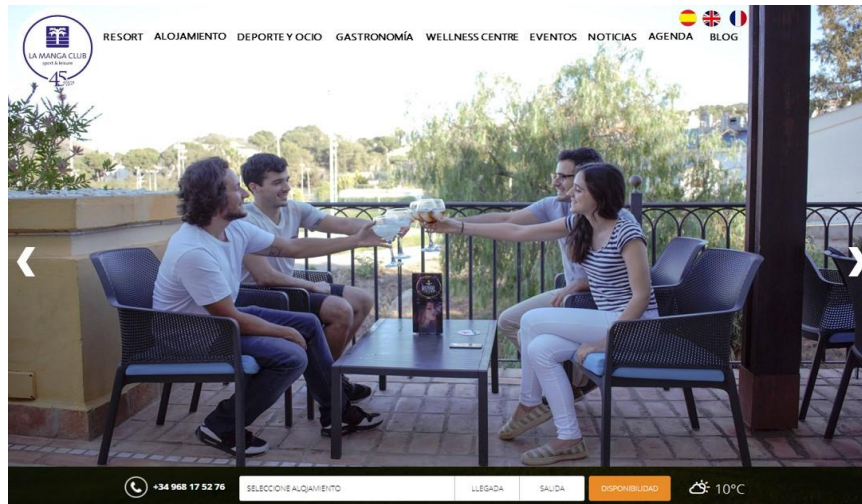 LA MANGA CLUB
sport & leisure
45
RESORT ALOJAMIENTO DEPORTE Y OCIO GASTRONOMÍA WELLNESS CENTRE EVENTOS NOTICIAS AGENDA BLOG
+34 968 17 52 76 SELECCIONE ALOJAMIENTO LLEGADA SALIDA DISPONIBILIDAD 10°C